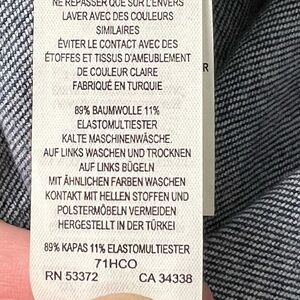 NE REPASSER QUE SUR L'ENVERS
LAVER AVEC DES COULEURS
SIMILAIRES
ÉVITER LE CONTACT AVEC DES
ÉTOFFES ET TISSUS D'AMEUBLEMENT
DE COULEUR CLAIRE
FABRIQUÉ EN TURQUIE
89% BAUMWOLLE 11%
ELASTOMULTIESTER
KALTE MASCHINENWÄSCHE
AUF LINKS WASCHEN UND TROCKNEN
AUF LINKS BÜGELN
MIT ÄHNLICHEN FARBEN WASCHEN
KONTAKT MIT HELLEN STOFFEN UND
POLSTERMÖBELN VERMEIDEN
HERGESTELLT IN DER TÜRKEI
89% KAPAS 11% ELASTOMULTIESTER
71HCO
RN 53372 CA 34338
R